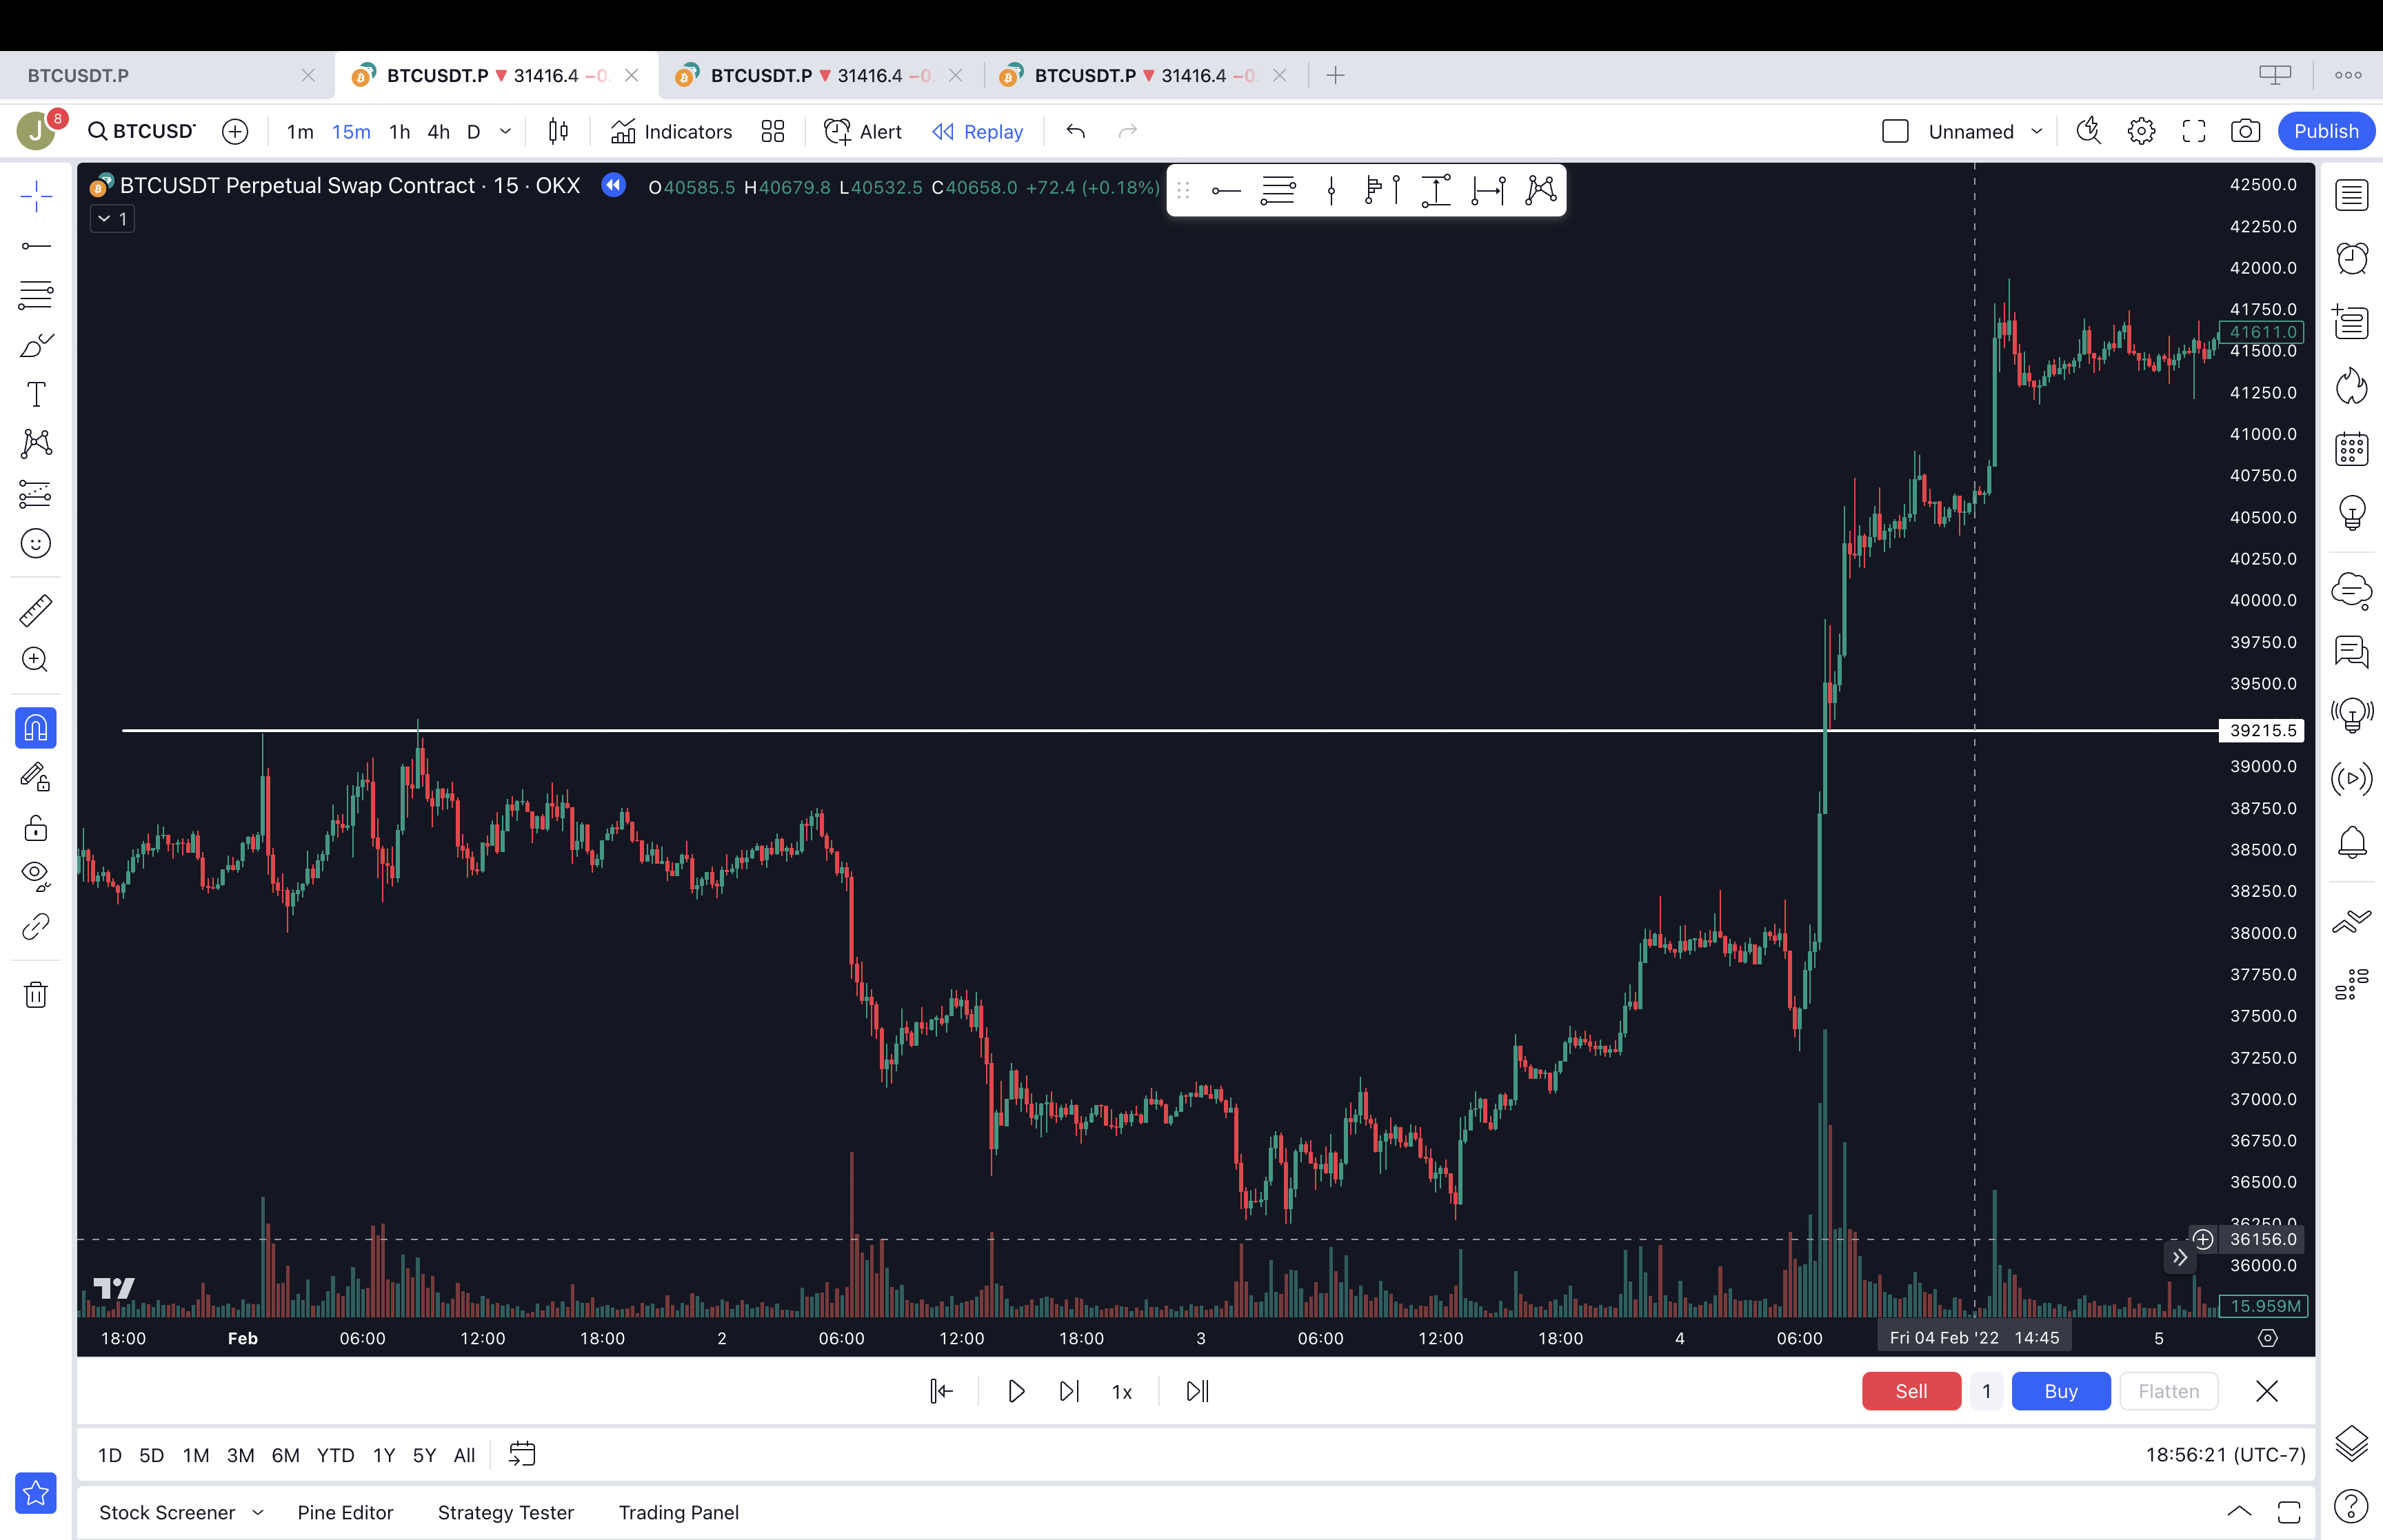 BTCUSDT.P
BTCUSDT.P 31416.4 −0.
BTCUSDT.P 31416.4 −0.
BTCUSDT.P 31416.4 −0.
J 8
BTCUSD
1m 15m 1h 4h D
Indicators
Alert
Replay
Unnamed
Publish
BTCUSDT Perpetual Swap Contract · 15 · OKX
O40585.5 H40679.8 L40532.5 C40658.0 +72.4 (+0.18%)
1
42500.0
42250.0
42000.0
41750.0
41611.0
41500.0
41250.0
41000.0
40750.0
40500.0
40250.0
40000.0
39750.0
39500.0
39215.5
39000.0
38750.0
38500.0
38250.0
38000.0
37750.0
37500.0
37250.0
37000.0
36750.0
36500.0
36250.0
36156.0
36000.0
15.959M
18:00 Feb 06:00 12:00 18:00 2 06:00 12:00 18:00 3 06:00 12:00 18:00 4 06:00 Fri 04 Feb '22 14:45 5
1x
Sell 1 Buy Flatten
1D 5D 1M 3M 6M YTD 1Y 5Y All
18:56:21 (UTC-7)
Stock Screener Pine Editor Strategy Tester Trading Panel